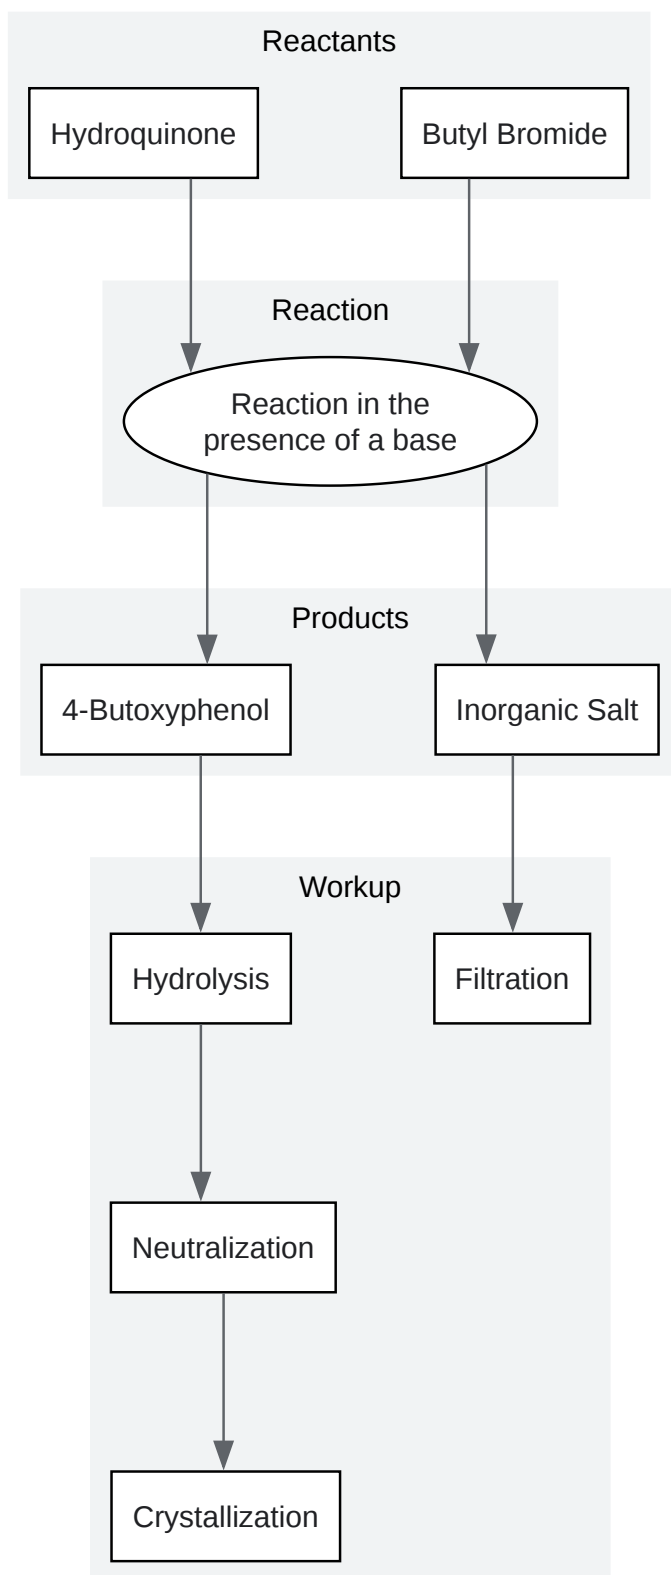 Reactants
Hydroquinone
Butyl Bromide
Reaction
Reaction in the
presence of a base
Products
4-Butoxyphenol
Inorganic Salt
Workup
Hydrolysis
Filtration
Neutralization
Crystallization